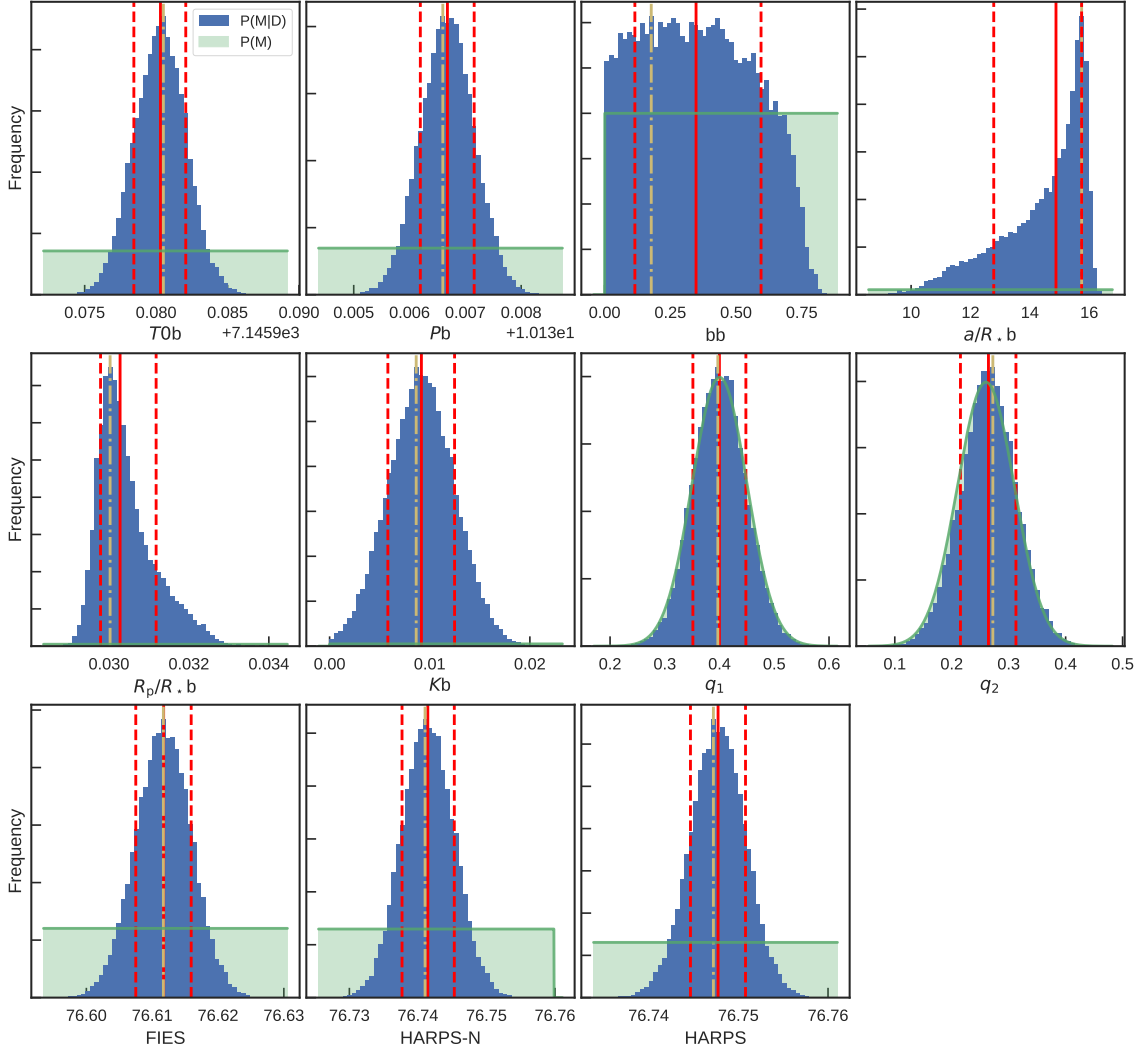 P(M|D)
P(M)
Frequency
0.075 0.080 0.085 0.090
T0b +7.1459e3
0.005 0.006 0.007 0.008
Pb +1.013e1
0.00 0.25 0.50 0.75
bb
10 12 14 16
a/R⋆b
Frequency
0.030 0.032 0.034
Rp/R⋆b
0.00 0.01 0.02
Kb
0.2 0.3 0.4 0.5 0.6
q1
0.1 0.2 0.3 0.4 0.5
q2
Frequency
76.60 76.61 76.62 76.63
FIES
76.73 76.74 76.75 76.76
HARPS-N
76.74 76.75 76.76
HARPS